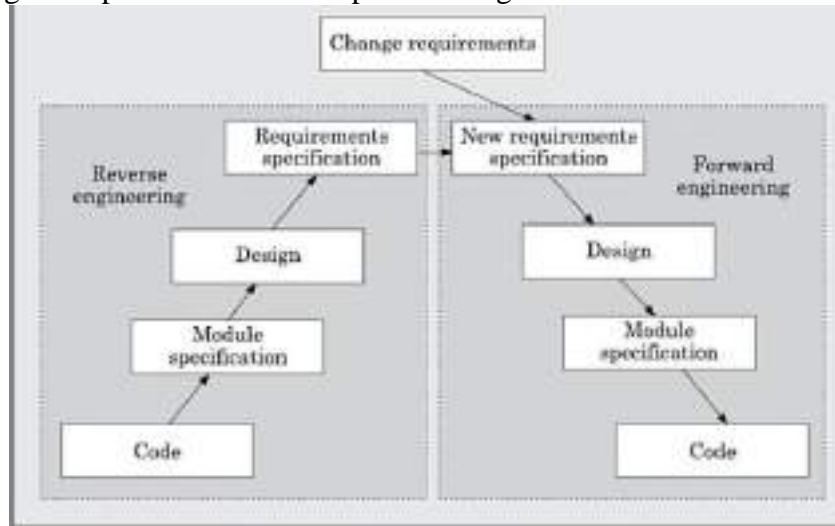 Change requirements
Reverse
engineering
Requirements
specification
Design
Module
specification
Code
New requirements
specification
Forward
engineering
Design
Module
specification
Code